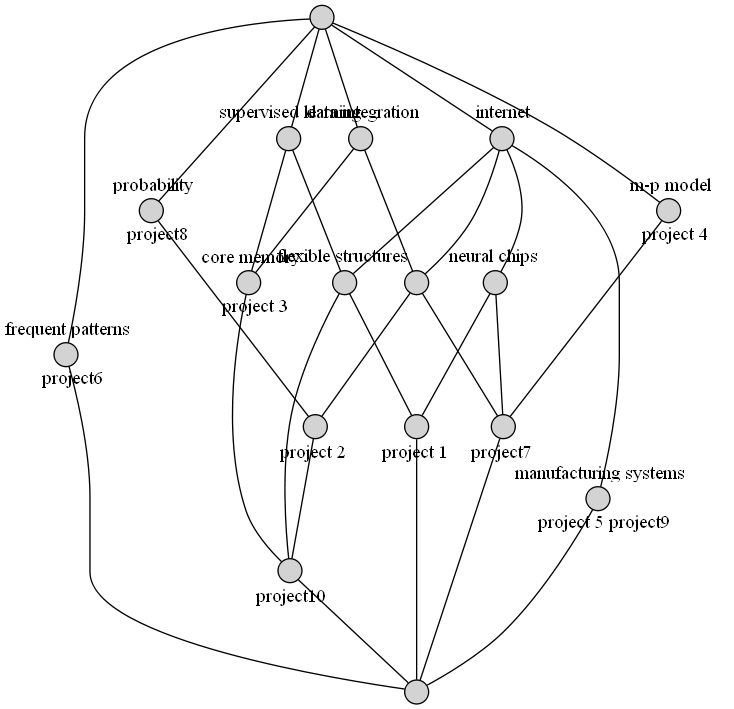 supervised learning data integration internet
probability m-p model
project8 project 4
core memory flexible structures neural chips
project 3
frequent patterns
project6
project 2 project 1 project7
manufacturing systems
project 5 project9
project10